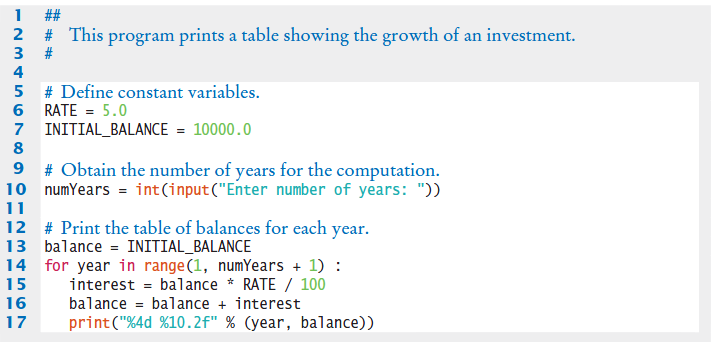 1 ##
2 # This program prints a table showing the growth of an investment.
3 #
4
5 # Define constant variables.
6 RATE = 5.0
7 INITIAL_BALANCE = 10000.0
8
9 # Obtain the number of years for the computation.
10 numYears = int(input("Enter number of years: "))
11
12 # Print the table of balances for each year.
13 balance = INITIAL_BALANCE
14 for year in range(1, numYears + 1) :
15    interest = balance * RATE / 100
16    balance = balance + interest
17    print("%4d %10.2f" % (year, balance))